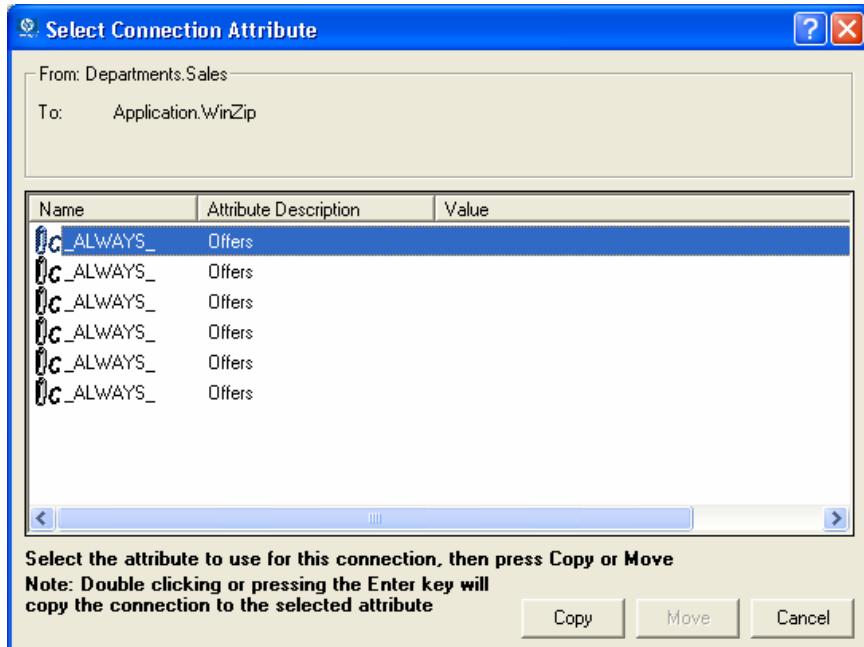 Select Connection Attribute
From: Departments.Sales
To: Application.WinZip
Name Attribute Description Value
_ALWAYS_ Offers
_ALWAYS_ Offers
_ALWAYS_ Offers
_ALWAYS_ Offers
_ALWAYS_ Offers
_ALWAYS_ Offers
Select the attribute to use for this connection, then press Copy or Move
Note: Double clicking or pressing the Enter key will
copy the connection to the selected attribute
Copy Move Cancel